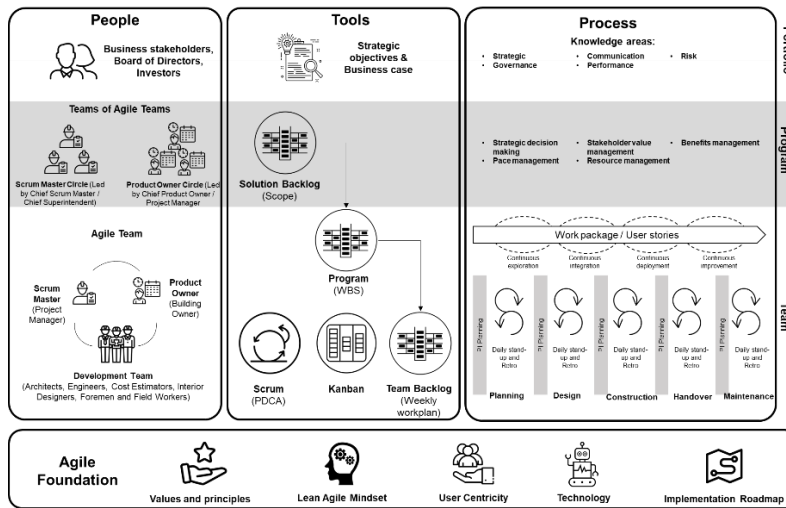 People
Business stakeholders,
Board of Directors,
Investors
Teams of Agile Teams
Scrum Master Circle (Led
by Chief Scrum Master /
Chief Superintendent)
Product Owner Circle (Led
by Chief Product Owner /
Project Manager
Agile Team
Scrum
Master
(Project
Manager)
Product
Owner
(Building
Owner)
Development Team
(Architects, Engineers, Cost Estimators, Interior
Designers, Foremen and Field Workers)
Tools
Strategic
objectives &
Business case
Solution Backlog
(Scope)
Program
(WBS)
Scrum
(PDCA)
Kanban
Team Backlog
(Weekly
workplan)
Process
Knowledge areas:
• Strategic
• Governance
• Communication
• Performance
• Risk
• Strategic decision
making
• Pace management
• Stakeholder value
management
• Resource management
• Benefits management
Work package / User stories
Continuous
exploration
Continuous
integration
Continuous
deployment
Continuous
improvement
PI Planning
Daily stand-
up and
Retro
Planning
PI Planning
Daily stand-
up and
Retro
Design
PI Planning
Daily stand-
up and
Retro
Construction
PI Planning
Daily stand-
up and
Retro
Handover
PI Planning
Daily stand-
up and
Retro
Maintenance
Program
Team
Agile
Foundation
Values and principles
Lean Agile Mindset
User Centricity
Technology
Implementation Roadmap